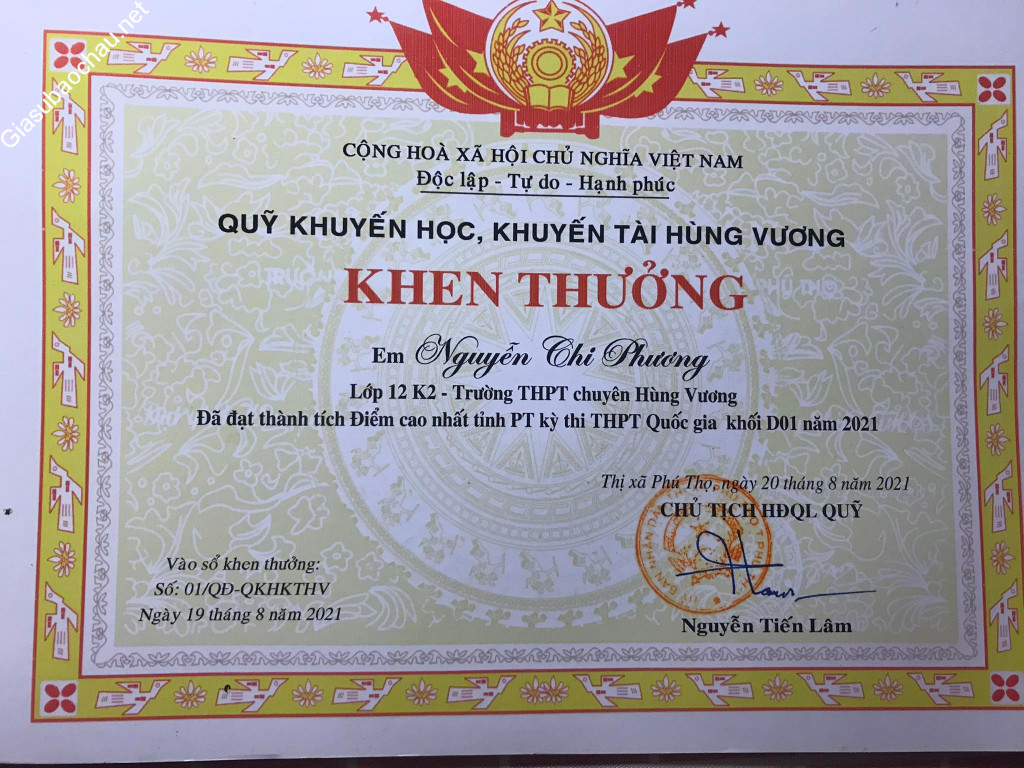 Giasubaochau.net
CỘNG HOÀ XÃ HỘI CHỦ NGHĨA VIỆT NAM
Độc lập - Tự do - Hạnh phúc
QUỸ KHUYẾN HỌC, KHUYẾN TÀI HÙNG VƯƠNG
KHEN THƯỞNG
Em Nguyễn Chi Phương
Lớp 12 K2 - Trường THPT chuyên Hùng Vương
Đã đạt thành tích Điểm cao nhất tỉnh PT kỳ thi THPT Quốc gia khối D01 năm 2021
Thị xã Phú Thọ, ngày 20 tháng 8 năm 2021
CHỦ TỊCH HĐQL QUỸ
Vào sổ khen thưởng:
Số: 01/QĐ-QKHKTHV
Ngày 19 tháng 8 năm 2021
Nguyễn Tiến Lâm
Giasubaochau.net